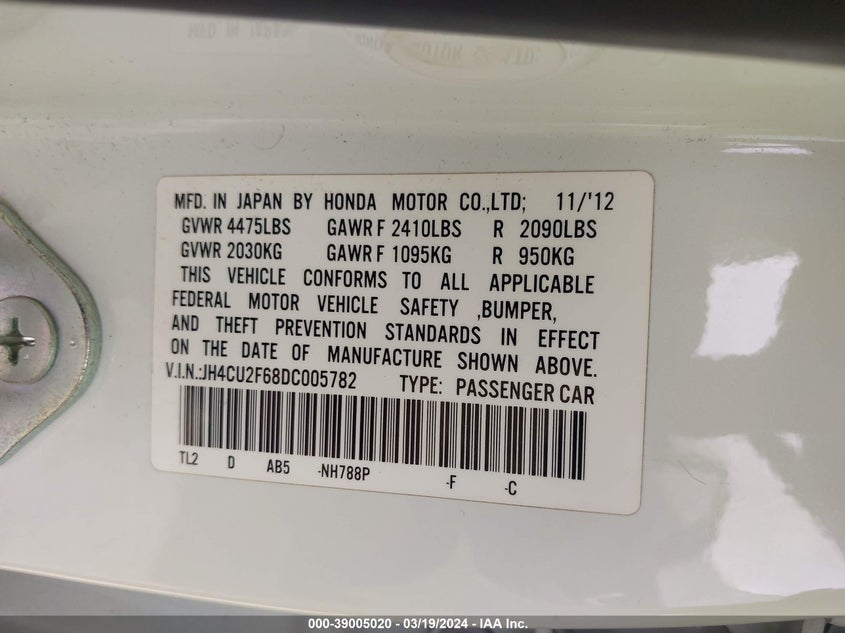 MFD. IN JAPAN BY HONDA MOTOR CO.,LTD; 11/'12
GVWR 4475LBS GAWR F 2410LBS R 2090LBS
GVWR 2030KG GAWR F 1095KG R 950KG
THIS VEHICLE CONFORMS TO ALL APPLICABLE
FEDERAL MOTOR VEHICLE SAFETY ,BUMPER,
AND THEFT PREVENTION STANDARDS IN EFFECT
ON THE DATE OF MANUFACTURE SHOWN ABOVE.
V.I.N.:JH4CU2F68DC005782 TYPE: PASSENGER CAR
TL2 D AB5 -NH788P -F -C
000-39005020 - 03/19/2024 - IAA Inc.